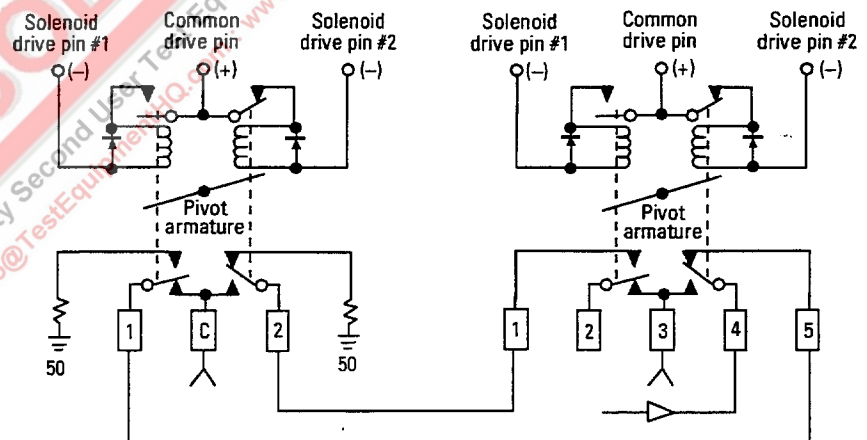 Solenoid drive pin #1
Common drive pin
Solenoid drive pin #2
Solenoid drive pin #1
Common drive pin
Solenoid drive pin #2
(−)
(+)
(−)
(−)
(+)
(−)
Pivot armature
Pivot armature
1
C
2
1
2
3
4
5
50
50